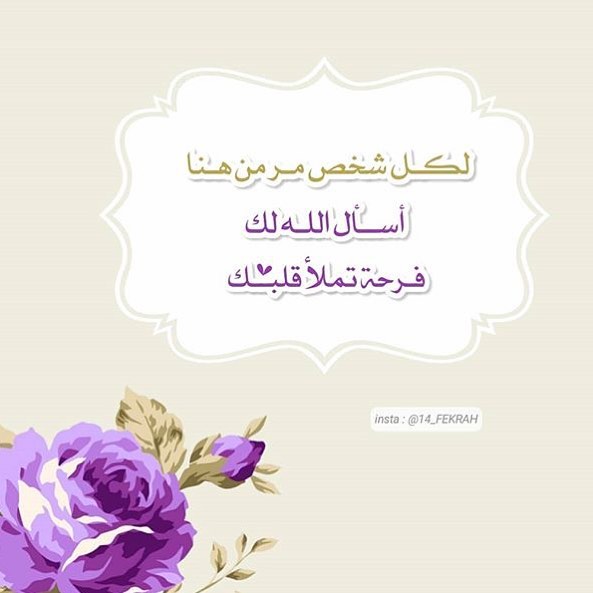 لكل شخص مر من هنا
أسأل الله لك
فرحة تملأ قلبك
insta : @14_FEKRAH